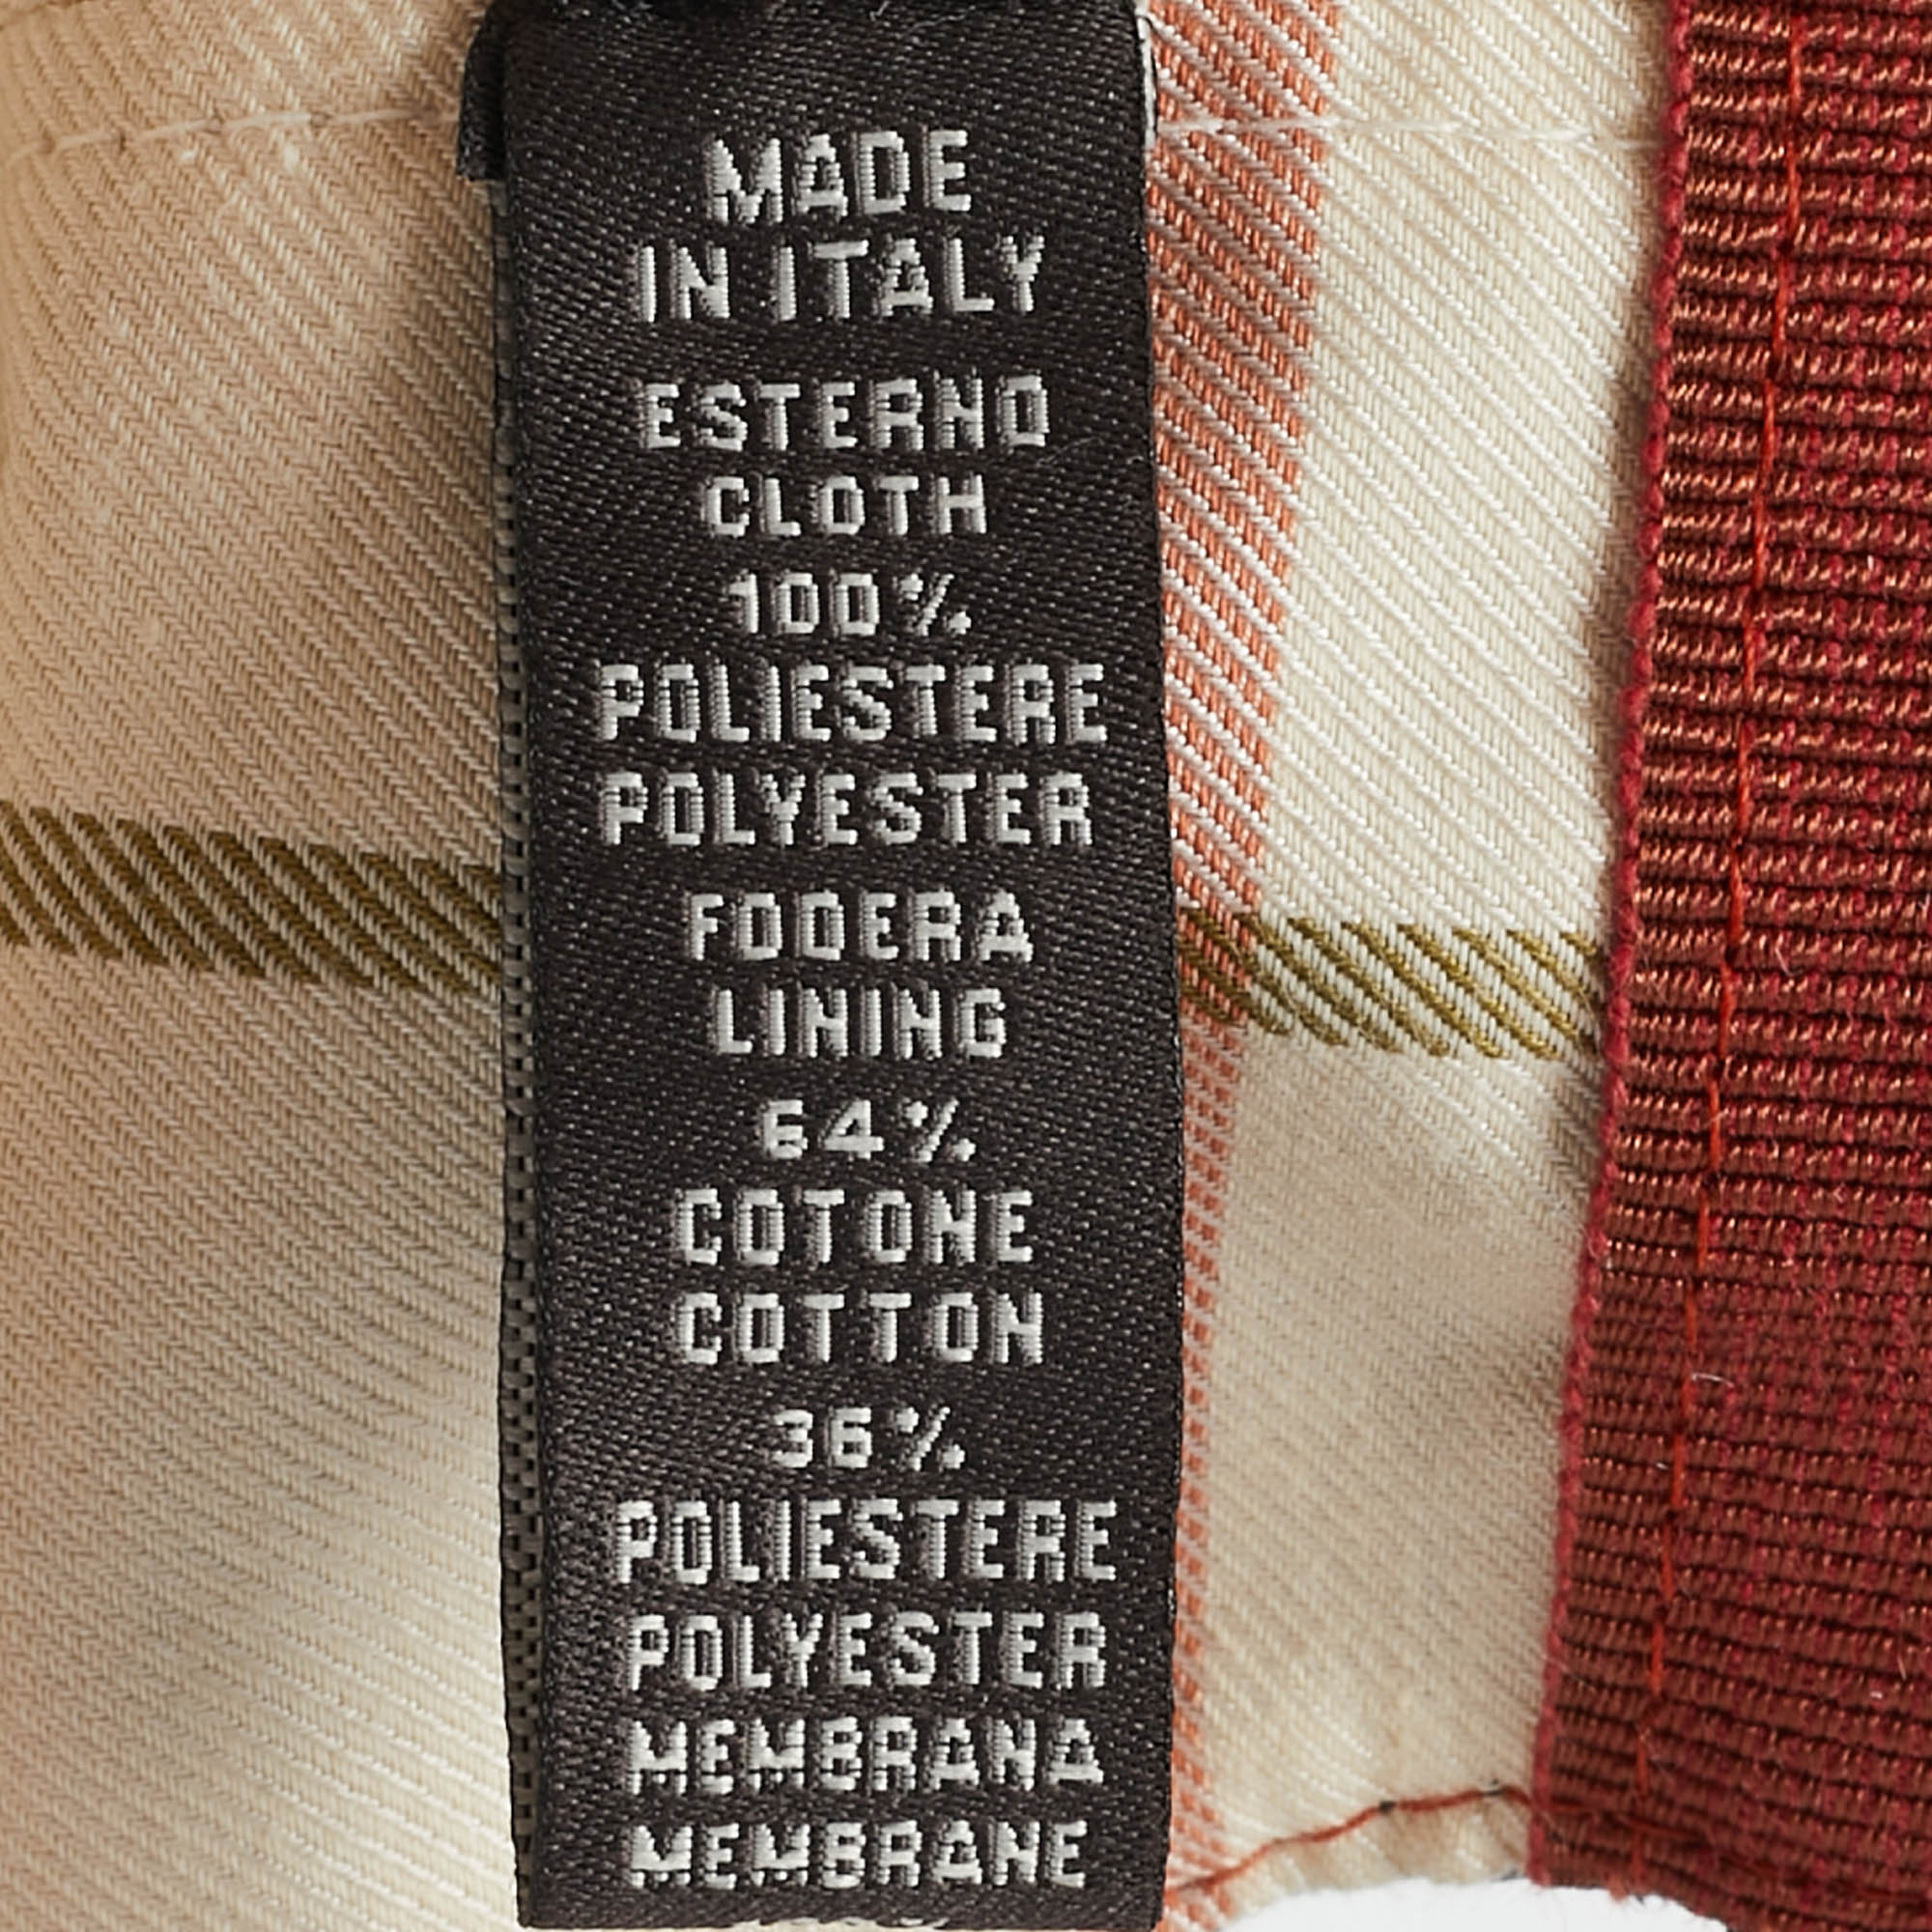 MADE
IN ITALY
ESTERNO
CLOTH
100%
POLIESTERE
POLYESTER
FODERA
LINING
64%
COTONE
COTTON
36%
POLIESTERE
POLYESTER
MEMBRANA
MEMBRANE